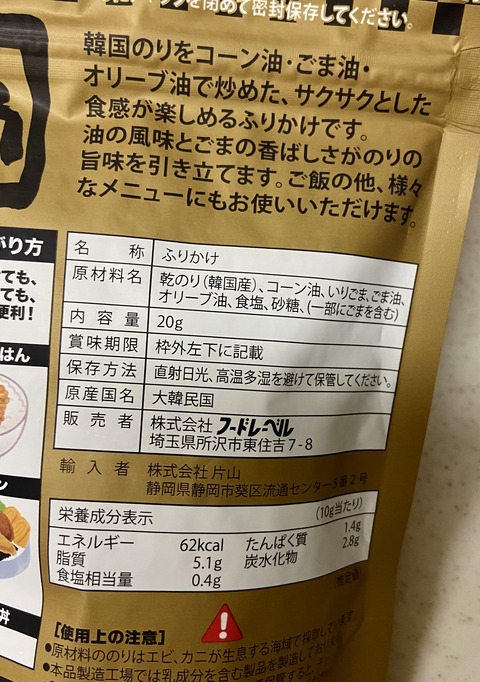 閉めて密封保存してください。
韓国のりをコーン油・ごま油・
オリーブ油で炒めた、サクサクとした
食感が楽しめるふりかけです。
油の風味とごまの香ばしさがのりの
旨味を引き立てます。ご飯の他、様々
なメニューにもお使いいただけます。
がり方
ても、
ても、
便利!
はん
ン
丼
名 称 ふりかけ
原材料名 乾のり(韓国産)、コーン油、いりごま、ごま油、
オリーブ油、食塩、砂糖、(一部にごまを含む)
内容量 20g
賞味期限 枠外左下に記載
保存方法 直射日光、高温多湿を避けて保管してください。
原産国名 大韓民国
販売者 株式会社 フードレーベル
埼玉県所沢市東住吉7-8
輸入者 株式会社 片山
静岡県静岡市葵区流通センター5番2号
栄養成分表示 (10g当たり)
エネルギー 62kcal たんぱく質 1.4g
脂質 5.1g 炭水化物 2.8g
食塩相当量 0.4g
(推定値)
【使用上の注意】
●原材料ののりはエビ、カニが生息する海域で採取しています。
●本品製造工場では乳成分を含む製品を製造して